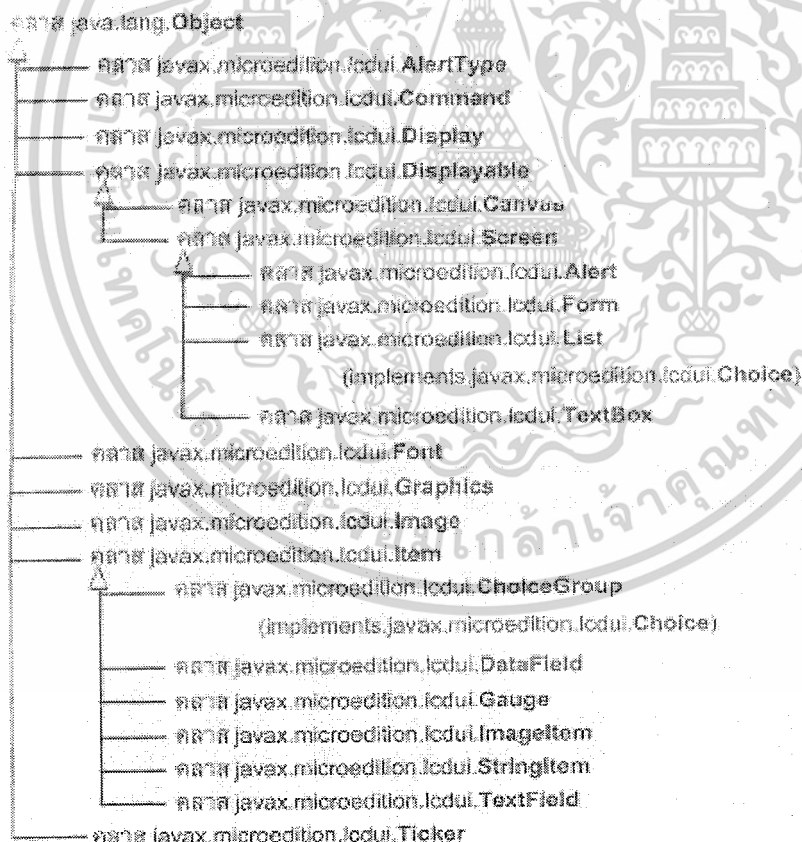 คลาส java.lang.Object
คลาส javax.microedition.lcdui.AlertType
คลาส javax.microedition.lcdui.Command
คลาส javax.microedition.lcdui.Display
คลาส javax.microedition.lcdui.Displayable
คลาส javax.microedition.lcdui.Canvas
คลาส javax.microedition.lcdui.Screen
คลาส javax.microedition.lcdui.Alert
คลาส javax.microedition.lcdui.Form
คลาส javax.microedition.lcdui.List
(implements.javax.microedition.lcdui.Choice)
คลาส javax.microedition.lcdui.TextBox
คลาส javax.microedition.lcdui.Font
คลาส javax.microedition.lcdui.Graphics
คลาส javax.microedition.lcdui.Image
คลาส javax.microedition.lcdui.Item
คลาส javax.microedition.lcdui.ChoiceGroup
(implements.javax.microedition.lcdui.Choice)
คลาส javax.microedition.lcdui.DataField
คลาส javax.microedition.lcdui.Gauge
คลาส javax.microedition.lcdui.ImageItem
คลาส javax.microedition.lcdui.StringItem
คลาส javax.microedition.lcdui.TextField
คลาส javax.microedition.lcdui.Ticker